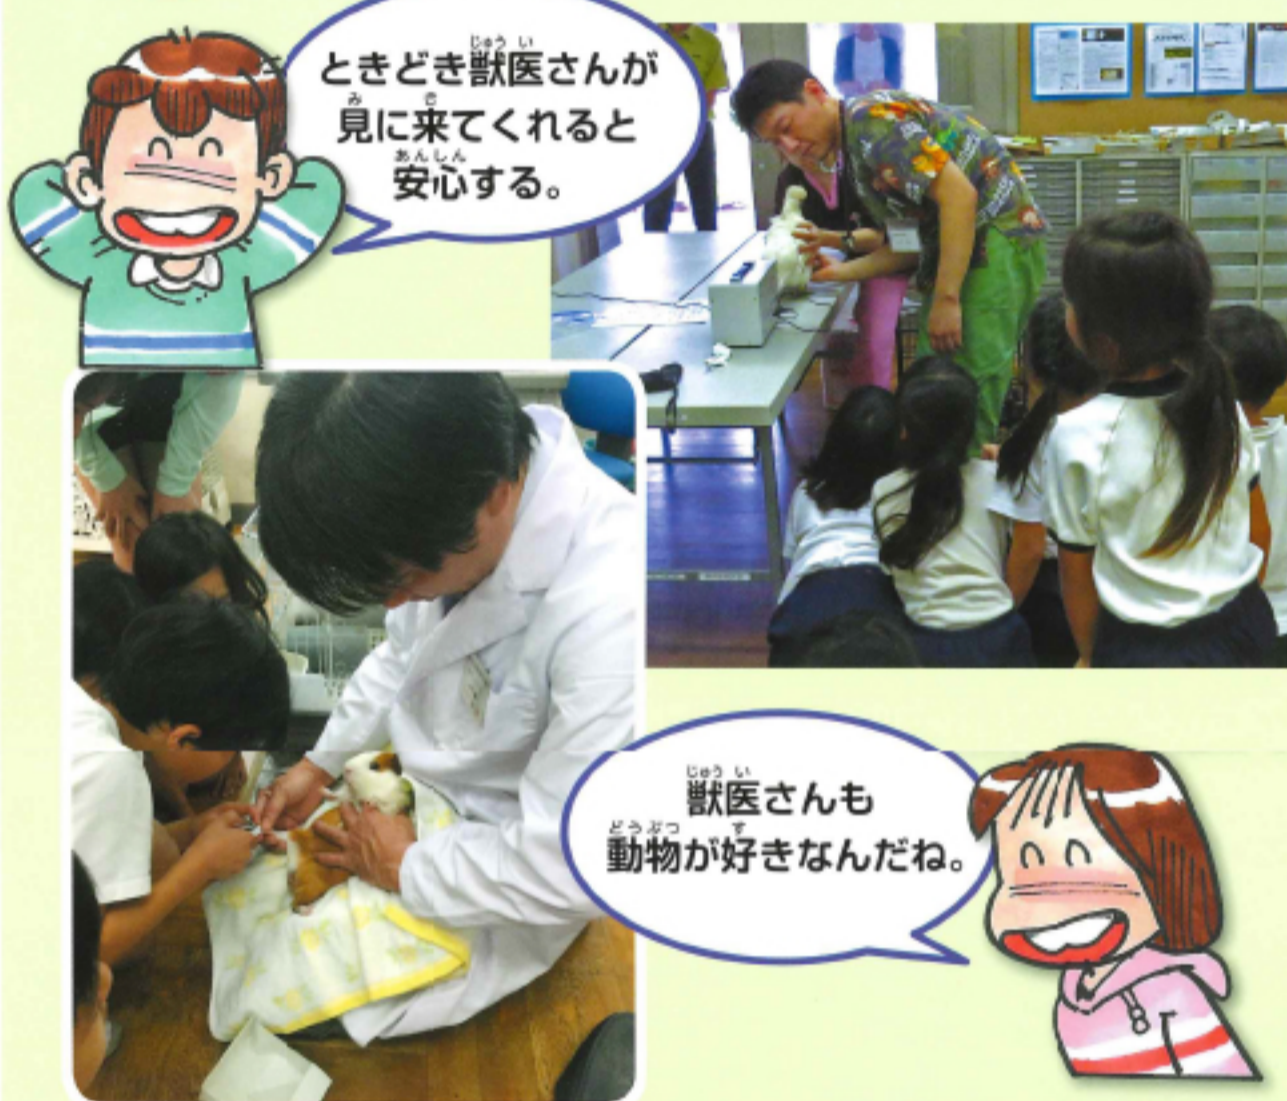 ときどき獣医さんが
見に来てくれると
安心する。
獣医さんも
動物が好きなんだね。